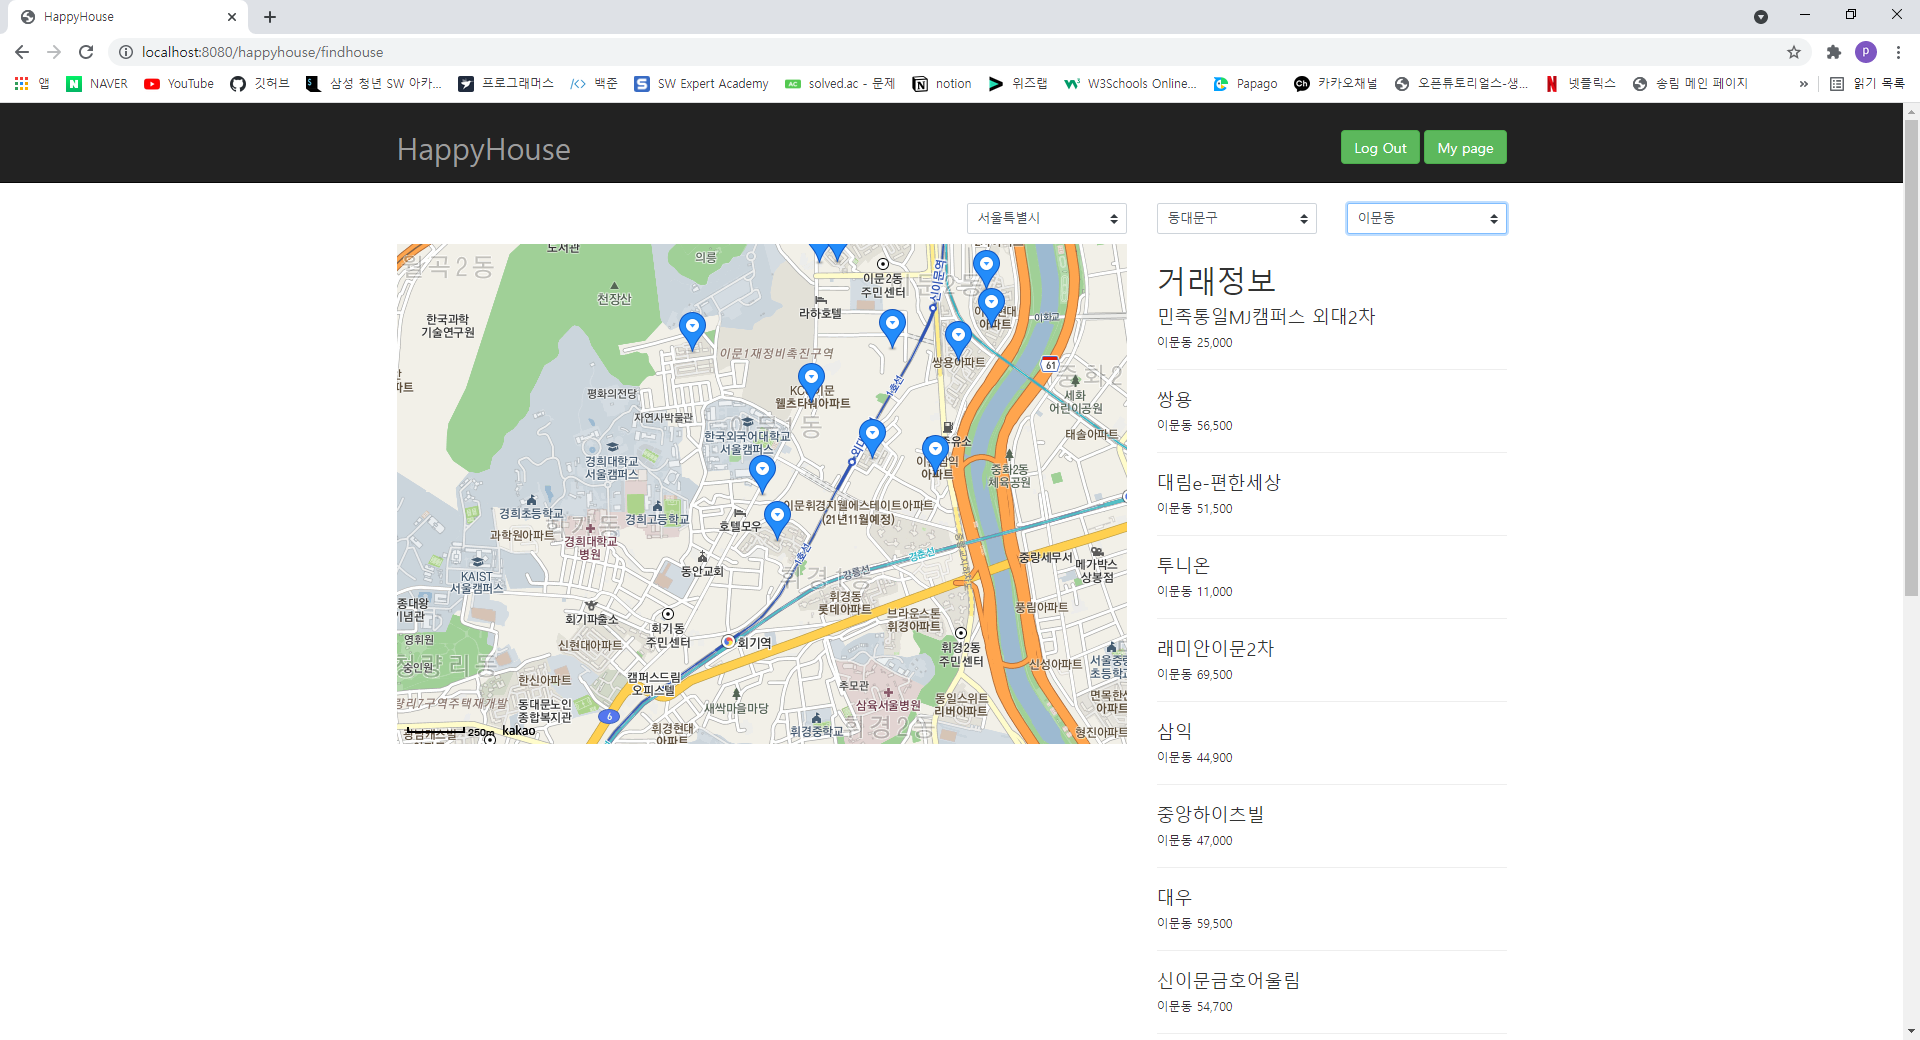 HappyHouse
localhost:8080/happyhouse/findhouse
P
앱
NAVER
YouTube
깃허브
삼성 청년 SW 아카...
프로그래머스
백준
SW Expert Academy
solved.ac - 문제
notion
위즈랩
W3Schools Online...
Papago
카카오채널
오픈튜토리얼스-생...
넷플릭스
송림 메인 페이지
»
읽기 목록
HappyHouse
Log Out
My page
서울특별시
동대문구
이문동
도서관
월곡2동
의릉
천장산
한국과학
기술연구원
이문2동
주민센터
신이문역
라하호텔
이화교
아파트
쌍용아파트
61
중화2
세화
어린이공원
이문1재정비촉진구역
평화의전당
웰츠타워아파트
1호선
자연사박물관
한국외국어대학교
서울캠퍼스
태솔아파트
경희대학교
서울캠퍼스
아파트
중화2동
체육공원
경희초등학교
경희고등학교
호텔모우
이문휘경지웰에스테이트아파트
(21년11월예정)
과학원아파트
경희대학교
병원
1호선
경춘선
강릉선
동안교회
중랑세무서
메가박스
상봉점
KAIST
서울캠퍼스
휘경동
롯데아파트
브라운스톤
휘경아파트
풍림아파트
회기파출소
회기동
주민센터
회기역
영휘원
신현대아파트
휘경2동
주민센터
신성아파트
청량리동
한신아파트
캠퍼스드림
오피스텔
추모관
삼육서울병원
동일스위트
리버아파트
동대문노인
종합복지관
6
새싹마을마당
휘경현대
아파트
휘경중학교
휘경2동
형진아파트
250m
kakao
거래정보
민족통일MJ캠퍼스 외대2차
이문동 25,000
쌍용
이문동 56,500
대림e-편한세상
이문동 51,500
투니온
이문동 11,000
래미안이문2차
이문동 69,500
삼익
이문동 44,900
중앙하이츠빌
이문동 47,000
대우
이문동 59,500
신이문금호어울림
이문동 54,700